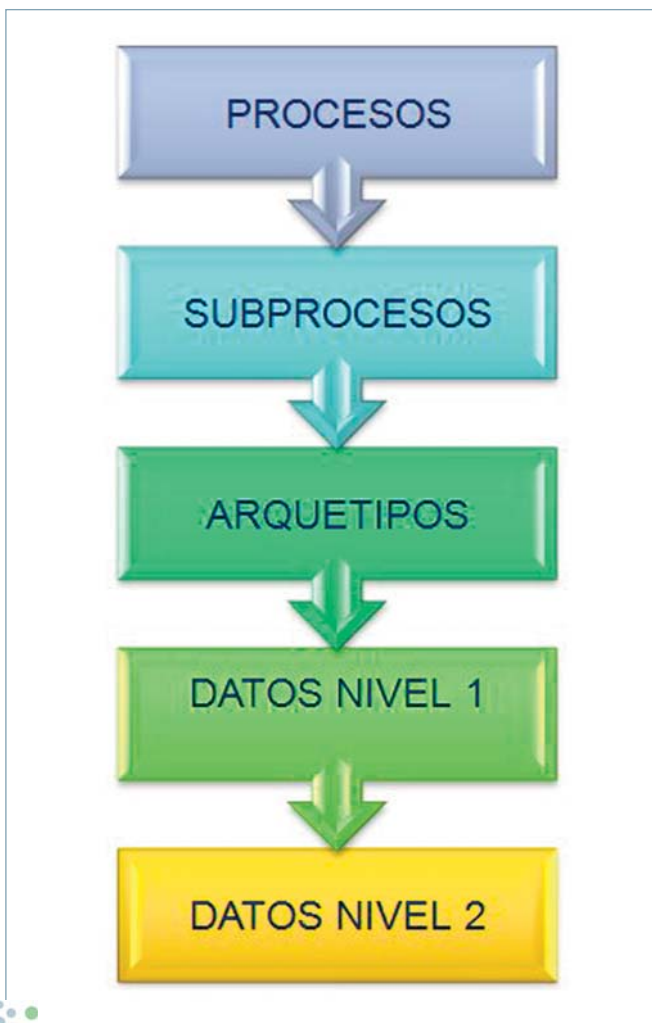 PROCESOS
SUBPROCESOS
ARQUETIPOS
DATOS NIVEL 1
DATOS NIVEL 2